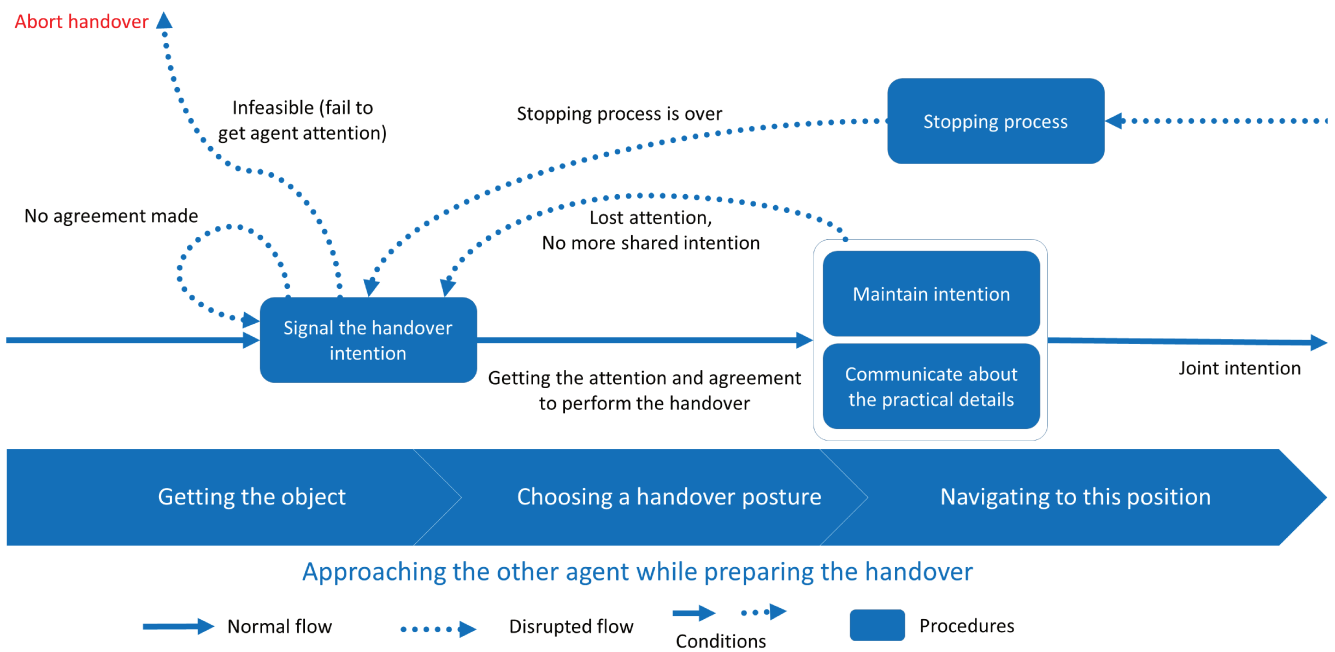 Abort handover
Infeasible (fail to
get agent attention)
Stopping process is over
Stopping process
No agreement made
Lost attention,
No more shared intention
Maintain intention
Signal the handover
intention
Getting the attention and agreement
to perform the handover
Communicate about
the practical details
Joint intention
Getting the object
Choosing a handover posture
Navigating to this position
Approaching the other agent while preparing the handover
Normal flow
Disrupted flow
Conditions
Procedures